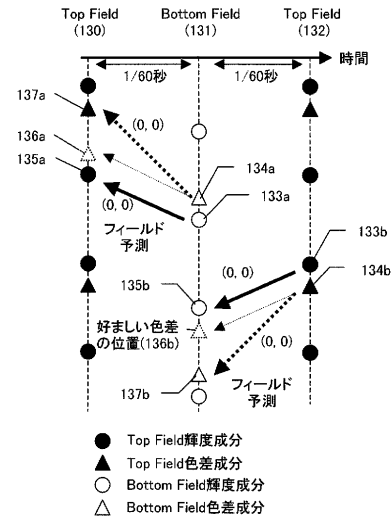 Top Field
(130)
Bottom Field
(131)
Top Field
(132)
時間
1/60秒
1/60秒
137a
136a
135a
(0, 0)
(0, 0)
134a
133a
フィールド
予測
133b
134b
135b
(0, 0)
好ましい色差
の位置(136b)
(0, 0)
137b
フィールド
予測
Top Field輝度成分
Top Field色差成分
Bottom Field輝度成分
Bottom Field色差成分